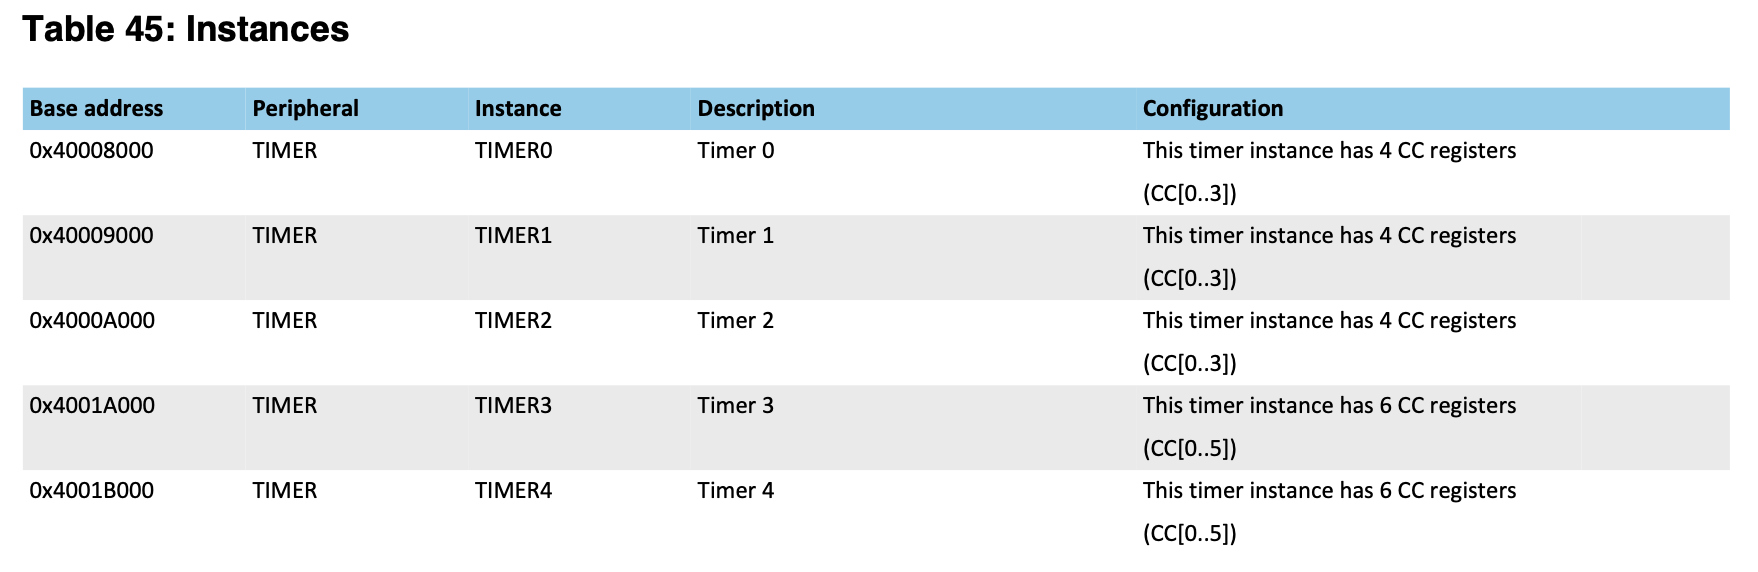 Table 45: Instances
Base address Peripheral Instance Description Configuration
0x40008000 TIMER TIMER0 Timer 0 This timer instance has 4 CC registers
(CC[0..3])
0x40009000 TIMER TIMER1 Timer 1 This timer instance has 4 CC registers
(CC[0..3])
0x4000A000 TIMER TIMER2 Timer 2 This timer instance has 4 CC registers
(CC[0..3])
0x4001A000 TIMER TIMER3 Timer 3 This timer instance has 6 CC registers
(CC[0..5])
0x4001B000 TIMER TIMER4 Timer 4 This timer instance has 6 CC registers
(CC[0..5])